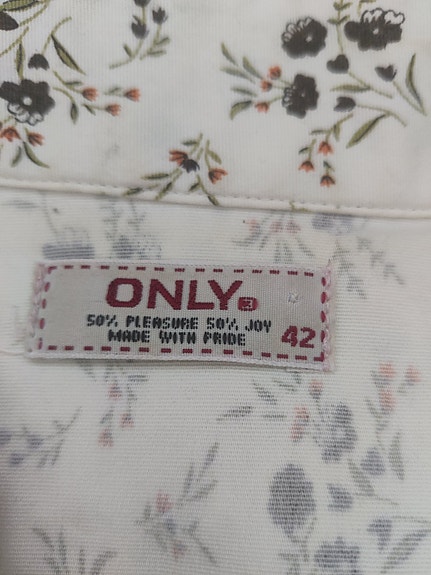 ONLY
50% PLEASURE 50% JOY
MADE WITH PRIDE
42